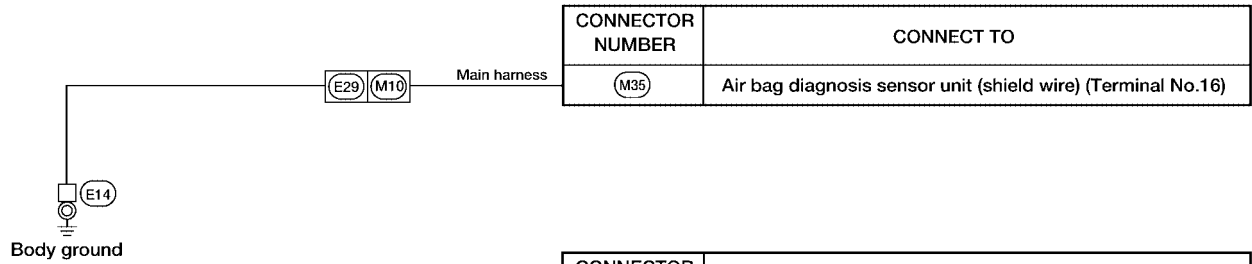 CONNECTOR NUMBER
CONNECT TO
Main harness
E29 M10
M35
Air bag diagnosis sensor unit (shield wire) (Terminal No.16)
E14
Body ground
CONNECTOR